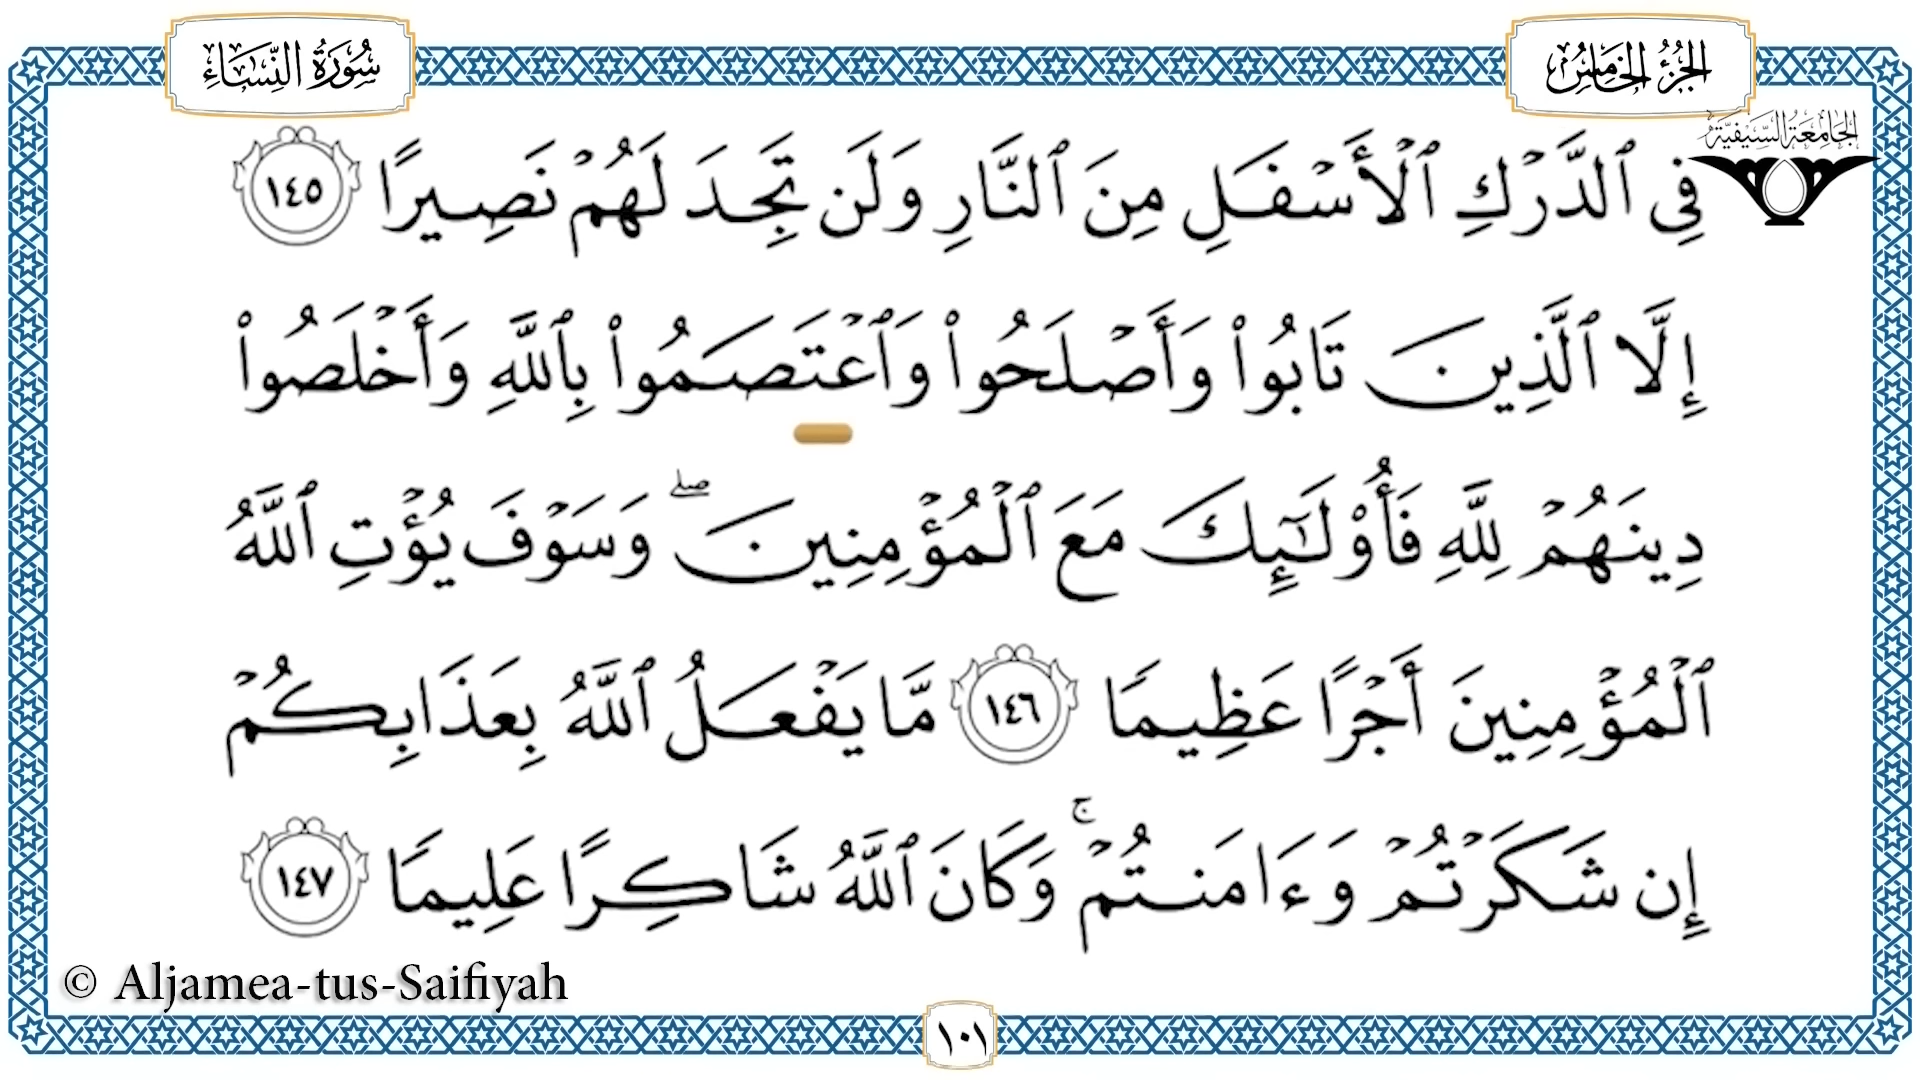 سُورَةُ النِّسَاءِ
الجُزْءُ الخَامِسُ
الجَامِعَةُ السَّيْفِيَّة
فِي ٱلدَّرْكِ ٱلْأَسْفَلِ مِنَ ٱلنَّارِ وَلَن تَجِدَ لَهُمْ نَصِيرًا ١٤٥
إِلَّا ٱلَّذِينَ تَابُوا۟ وَأَصْلَحُوا۟ وَٱعْتَصَمُوا۟ بِٱللَّهِ وَأَخْلَصُوا۟
دِينَهُمْ لِلَّهِ فَأُو۟لَـٰٓئِكَ مَعَ ٱلْمُؤْمِنِينَ ۖ وَسَوْفَ يُؤْتِ ٱللَّهُ
ٱلْمُؤْمِنِينَ أَجْرًا عَظِيمًا ١٤٦ مَّا يَفْعَلُ ٱللَّهُ بِعَذَابِكُمْ
إِن شَكَرْتُمْ وَءَامَنتُمْ ۚ وَكَانَ ٱللَّهُ شَاكِرًا عَلِيمًا ١٤٧
© Aljamea-tus-Saifiyah
١٠١